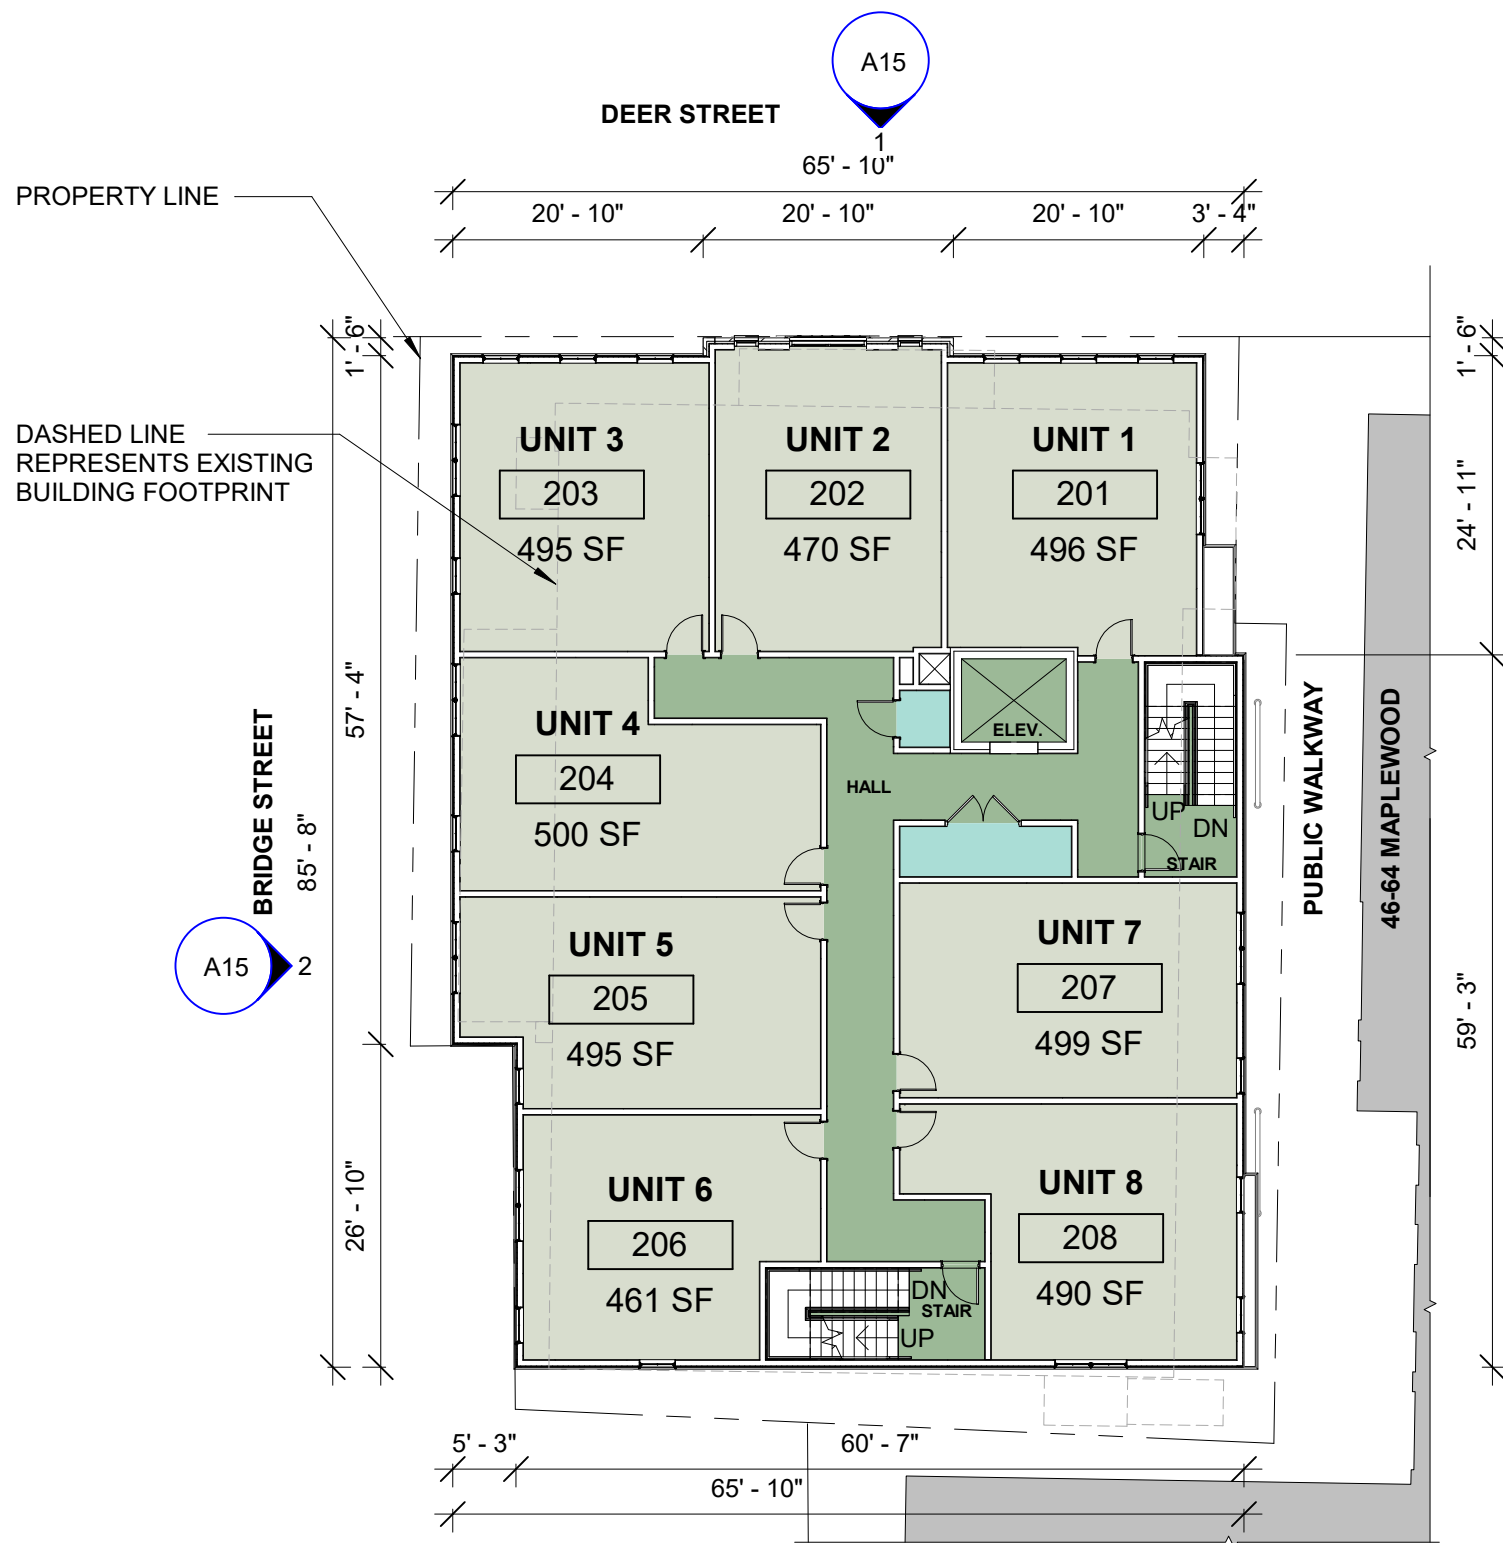 A15
DEER STREET
1
65' - 10"
PROPERTY LINE
20' - 10"
20' - 10"
20' - 10"
3' - 4"
1' - 6"
1' - 6"
DASHED LINE
REPRESENTS EXISTING
BUILDING FOOTPRINT
UNIT 3
203
495 SF
UNIT 2
202
470 SF
UNIT 1
201
496 SF
24' - 11"
57' - 4"
BRIDGE STREET
85' - 8"
UNIT 4
204
500 SF
ELEV.
HALL
UP
DN
STAIR
PUBLIC WALKWAY
46-64 MAPLEWOOD
A15
2
UNIT 5
205
495 SF
UNIT 7
207
499 SF
59' - 3"
26' - 10"
UNIT 6
206
461 SF
UNIT 8
208
490 SF
DN
STAIR
UP
5' - 3"
60' - 7"
65' - 10"